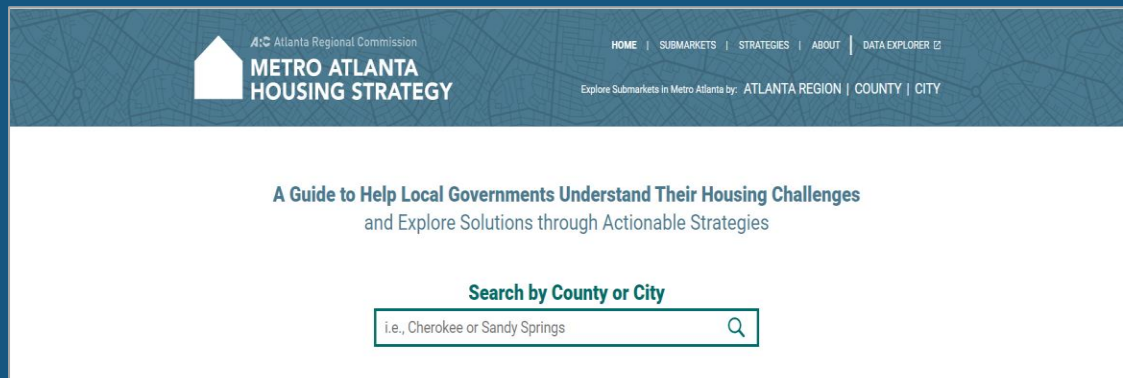 ARC Atlanta Regional Commission
METRO ATLANTA
HOUSING STRATEGY
HOME | SUBMARKETS | STRATEGIES | ABOUT | DATA EXPLORER
Explore Submarkets in Metro Atlanta by: ATLANTA REGION | COUNTY | CITY
A Guide to Help Local Governments Understand Their Housing Challenges
and Explore Solutions through Actionable Strategies
Search by County or City
i.e., Cherokee or Sandy Springs